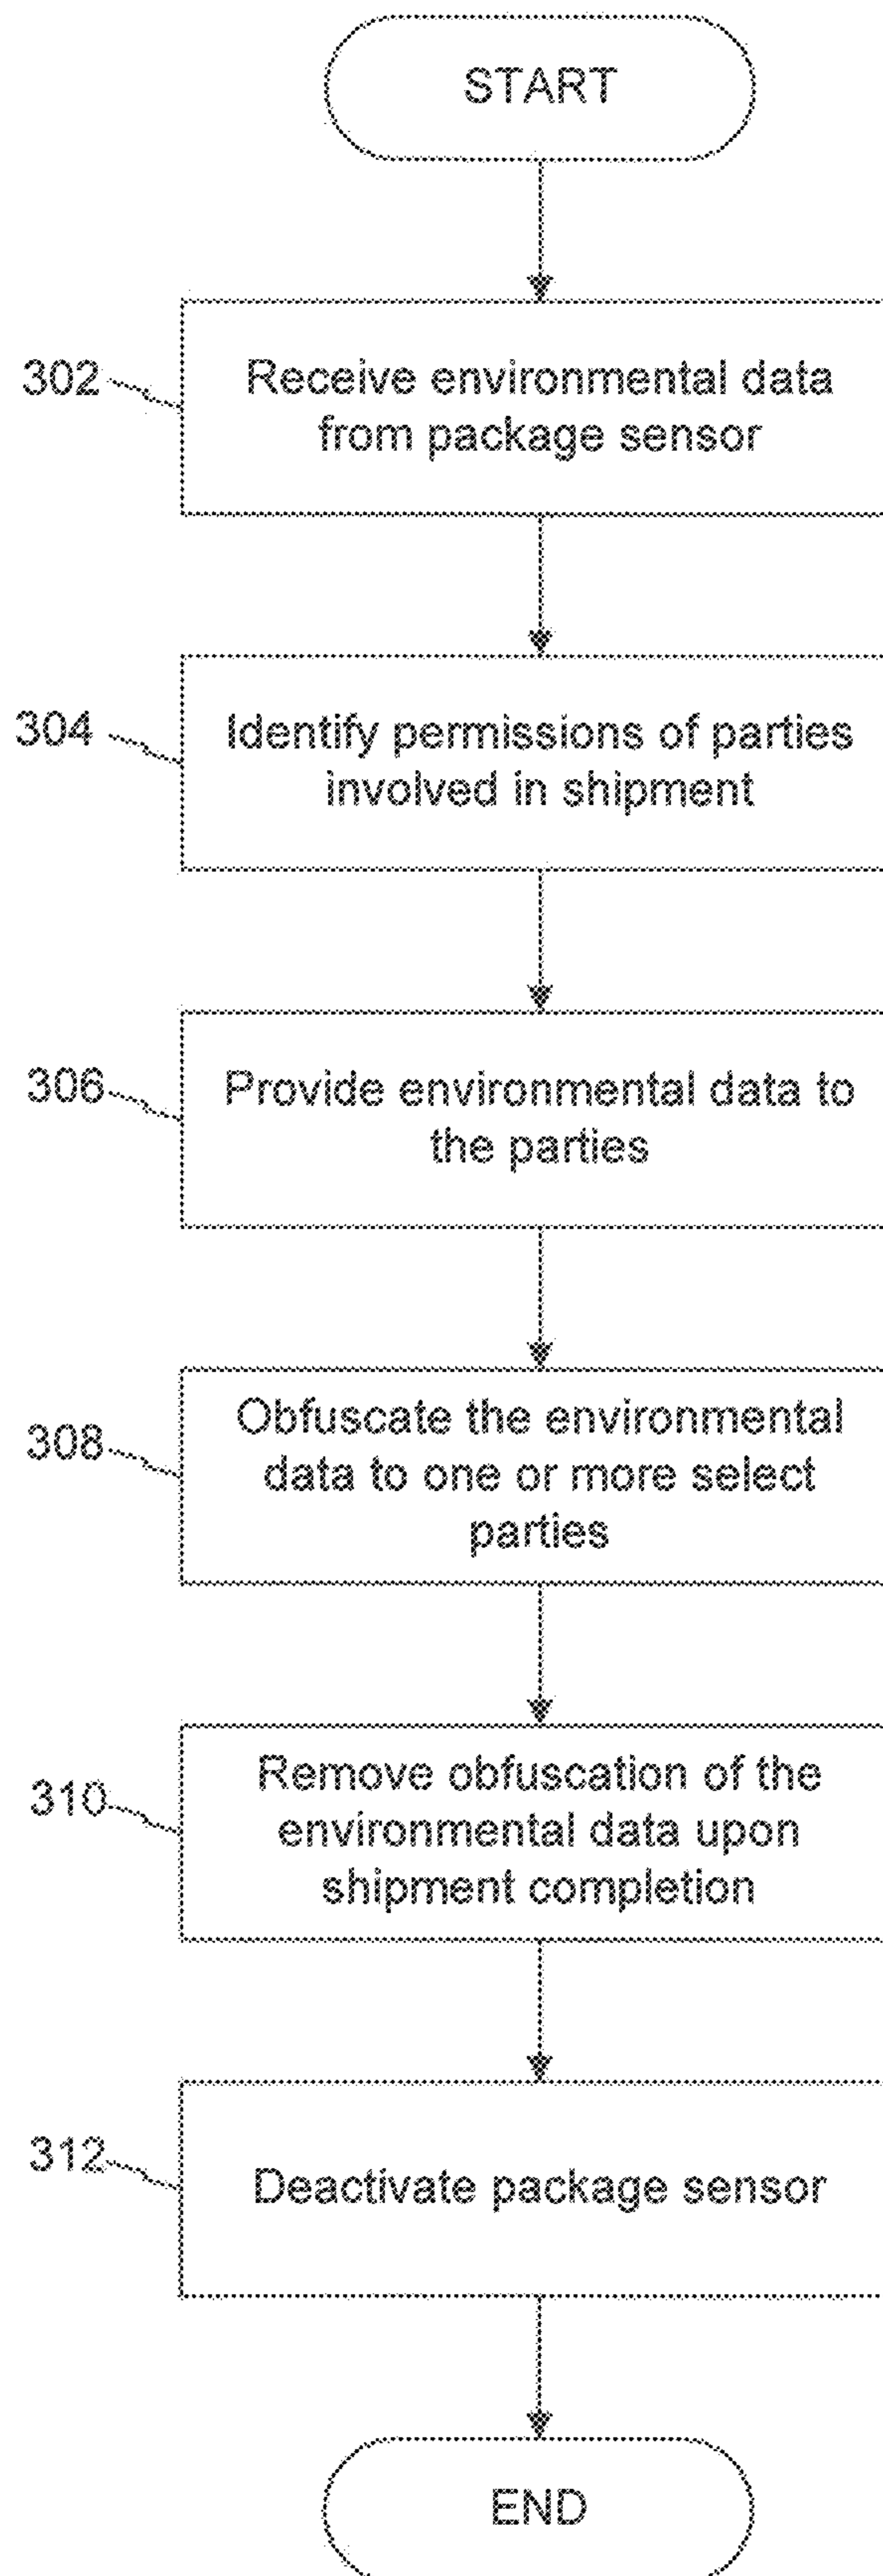 START
302
Receive environmental data
from package sensor
304
Identify permissions of parties
involved in shipment
306
Provide environmental data to
the parties
308
Obfuscate the environmental
data to one or more select
parties
310
Remove obfuscation of the
environmental data upon
shipment completion
312
Deactivate package sensor
END